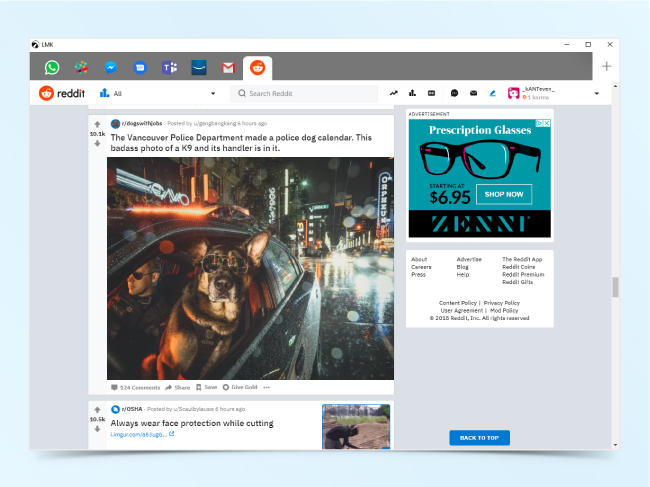 LMK
reddit
All
Search Reddit
_kANTeven_
1 karma
10.1k
r/dogswithjobs · Posted by u/gangbangkang 6 hours ago
The Vancouver Police Department made a police dog calendar. This
badass photo of a K9 and its handler is in it.
ORPHEUM
124 Comments
Share
Save
Give Gold
10.5k
r/OSHA · Posted by u/Scaulbylausis 6 hours ago
Always wear face protection while cutting
ADVERTISEMENT
Prescription Glasses
STARTING AT
$6.95
SHOP NOW
ZENNI
About
Advertise
The Reddit App
Careers
Blog
Reddit Coins
Press
Help
Reddit Premium
Reddit Gifts
Content Policy | Privacy Policy
User Agreement | Mod Policy
© 2018 Reddit, Inc. All rights reserved
BACK TO TOP